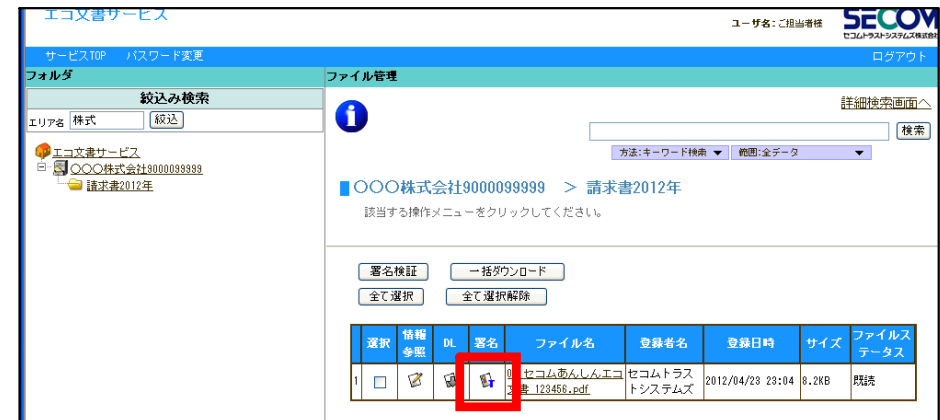 エコ文書サービス
ユーザ名：ご担当者様
SECOM
セコムトラストシステムズ株式会社
サービスTOP パスワード変更
ログアウト
フォルダ
ファイル管理
絞込み検索
エリア名 株式 絞込
詳細検索画面へ
検索
方法:キーワード検索 ▼ 範囲:全データ ▼
エコ文書サービス
〇〇〇株式会社9000099999
請求書2012年
〇〇〇株式会社9000099999 ＞ 請求書2012年
該当する操作メニューをクリックしてください。
署名検証 一括ダウンロード
全て選択 全て選択解除
選択 情報参照 DL 署名 ファイル名 登録者名 登録日時 サイズ ファイルステータス
1 セコムあんしんエコ文書_123456.pdf セコムトラストシステムズ 2012/04/23 23:04 8.2KB 既読